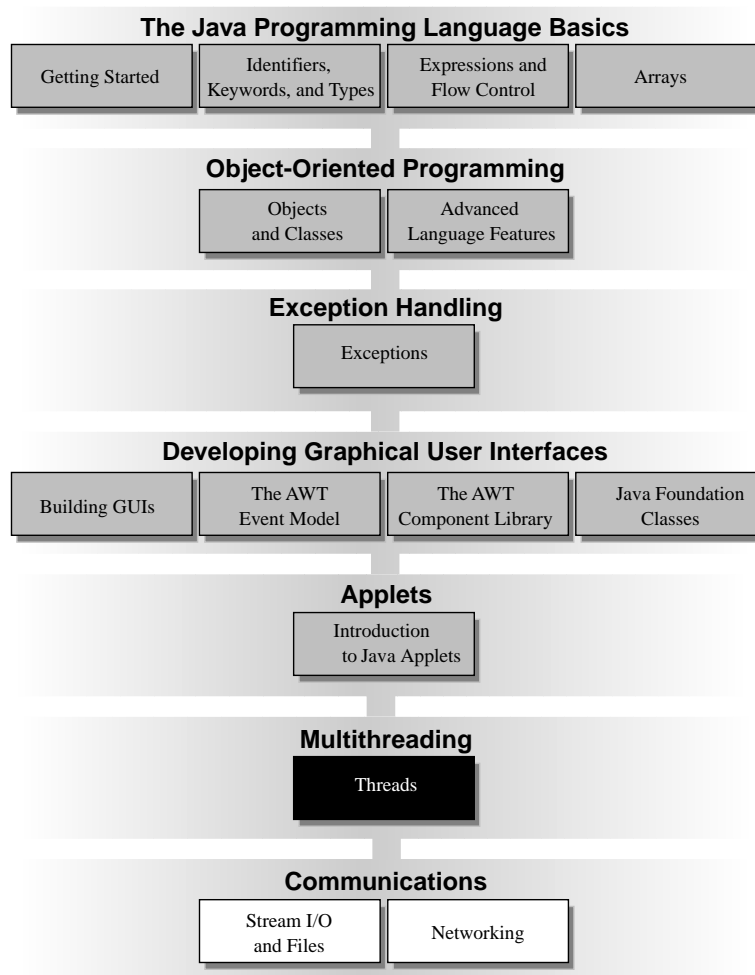 The Java Programming Language Basics
Getting Started
Identifiers,
Keywords, and Types
Expressions and
Flow Control
Arrays
Object-Oriented Programming
Objects
and Classes
Advanced
Language Features
Exception Handling
Exceptions
Developing Graphical User Interfaces
Building GUIs
The AWT
Event Model
The AWT
Component Library
Java Foundation
Classes
Applets
Introduction
to Java Applets
Multithreading
Threads
Communications
Stream I/O
and Files
Networking